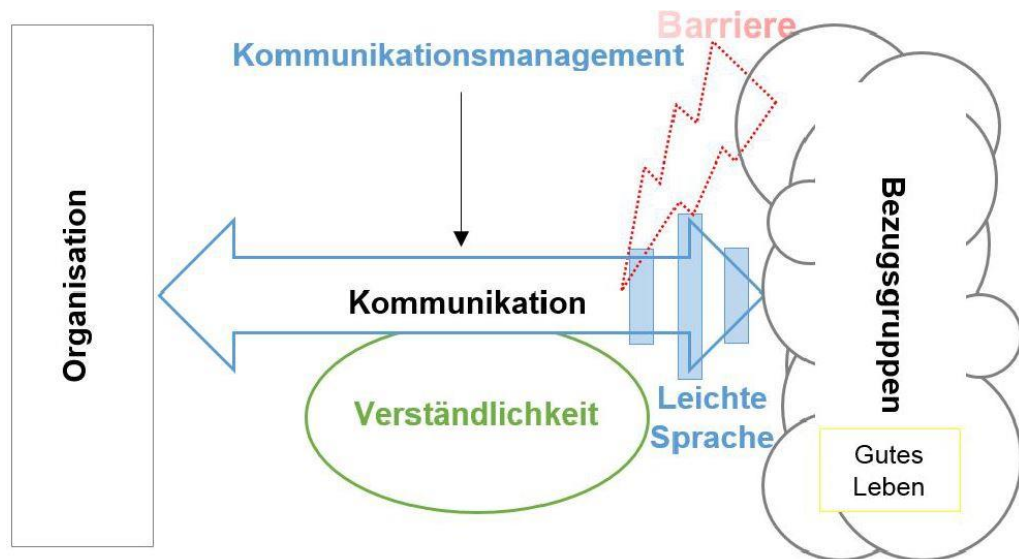 Barriere
Kommunikationsmanagement
Organisation
Kommunikation
Bezugsgruppen
Verständlichkeit
Leichte
Sprache
Gutes
Leben